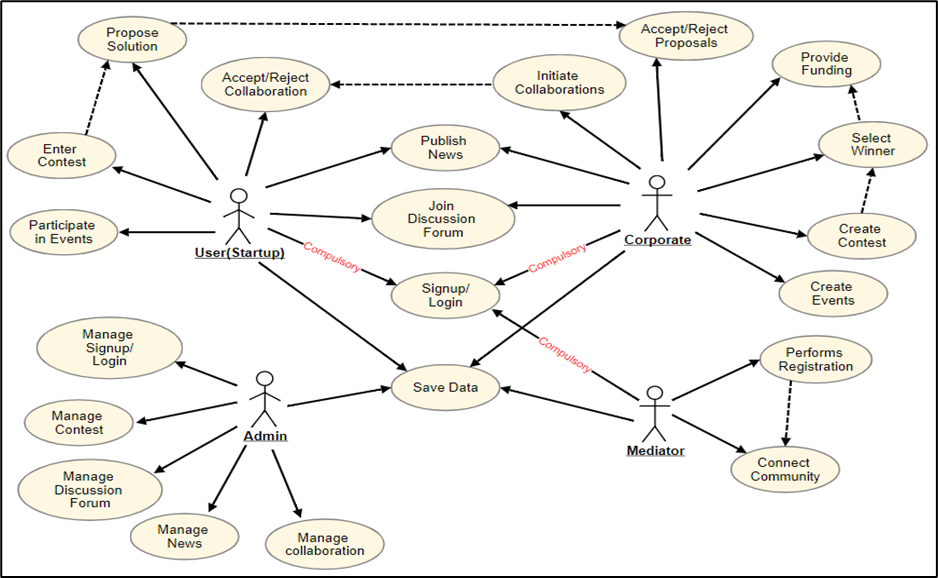 Propose
Solution
Accept/Reject
Proposals
Accept/Reject
Collaboration
Initiate
Collaborations
Provide
Funding
Enter
Contest
Publish
News
Select
Winner
Participate
in Events
User(Startup)
Join
Discussion
Forum
Corporate
Create
Contest
Compulsory
Compulsory
Signup/
Login
Create
Events
Manage
Signup/
Login
Compulsory
Performs
Registration
Save Data
Manage
Contest
Admin
Mediator
Connect
Community
Manage
Discussion
Forum
Manage
News
Manage
collaboration